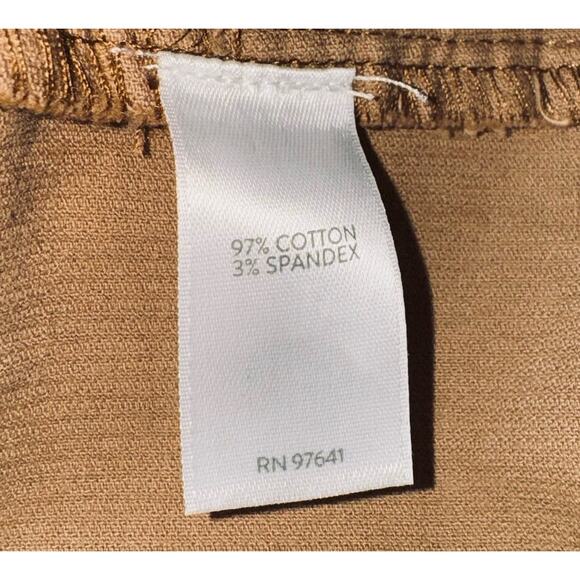 97% COTTON
3% SPANDEX
RN 97641